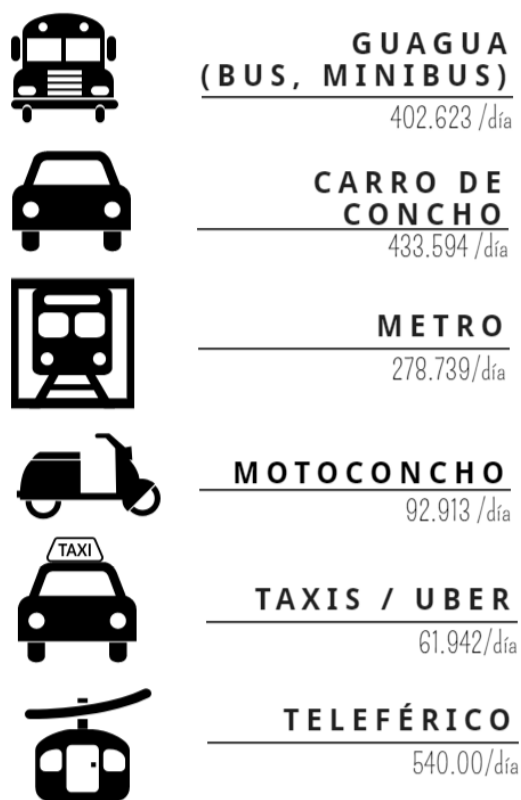 GUAGUA
(BUS, MINIBUS)
402.623 /día
CARRO DE
CONCHO
433.594 /día
METRO
278.739/día
MOTOCONCHO
92.913 /día
TAXI
TAXIS / UBER
61.942/día
TELEFÉRICO
540.00/día